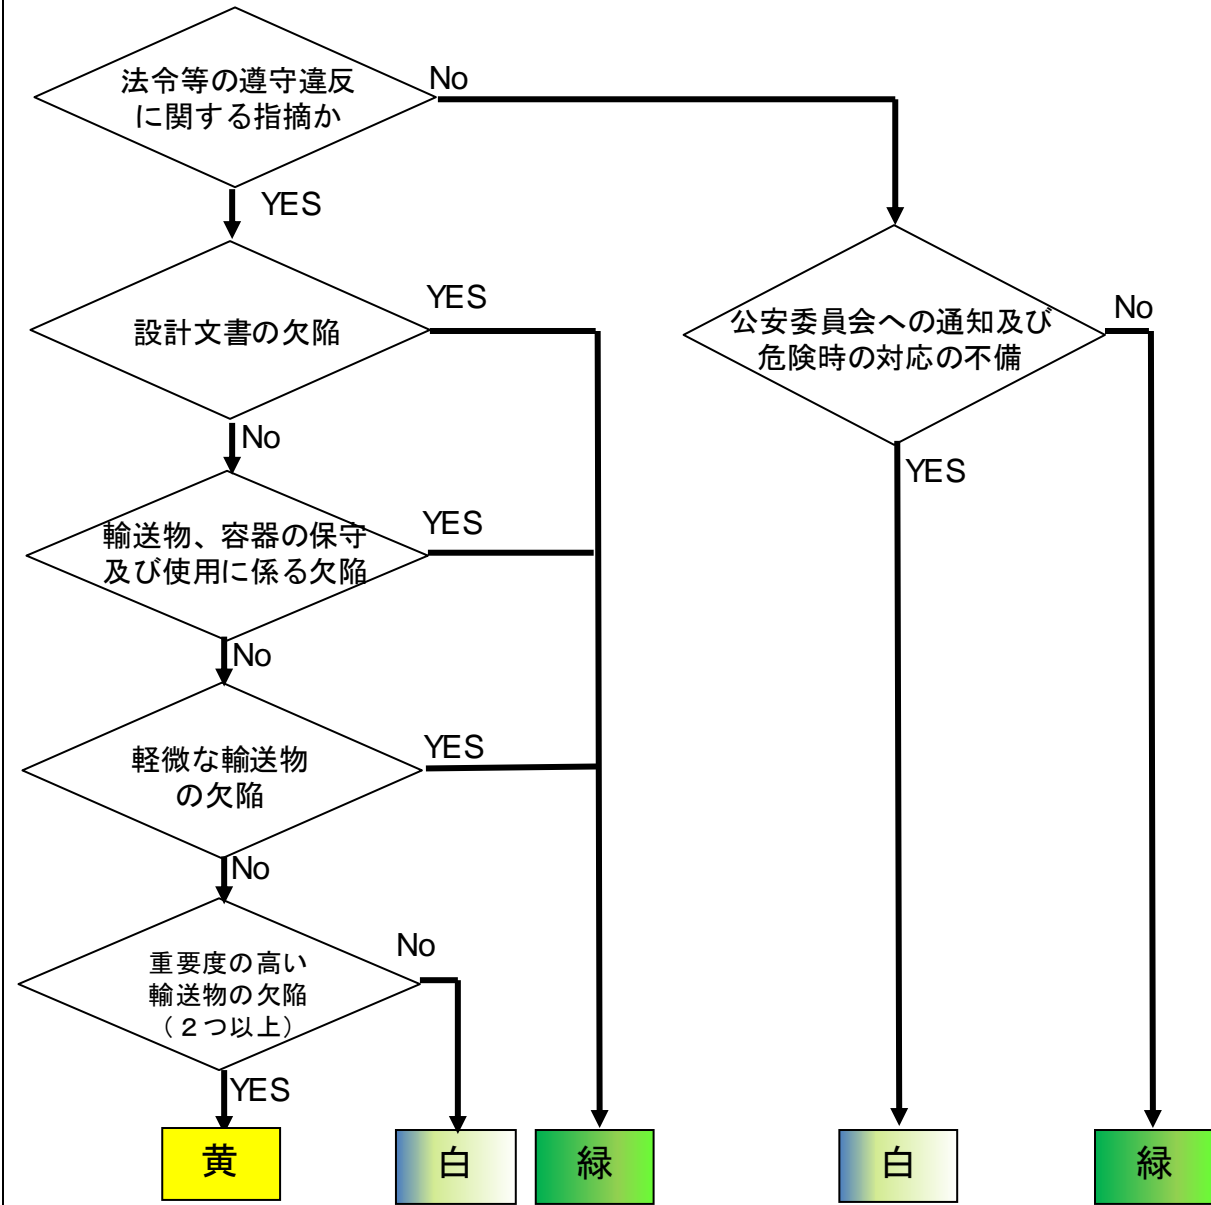 法令等の遵守違反
に関する指摘か
No
YES
設計文書の欠陥
YES
公安委員会への通知及び
危険時の対応の不備
No
No
YES
輸送物、容器の保守
及び使用に係る欠陥
YES
No
軽微な輸送物
の欠陥
YES
No
重要度の高い
輸送物の欠陥
（２つ以上）
No
YES
黄
白
緑
白
緑